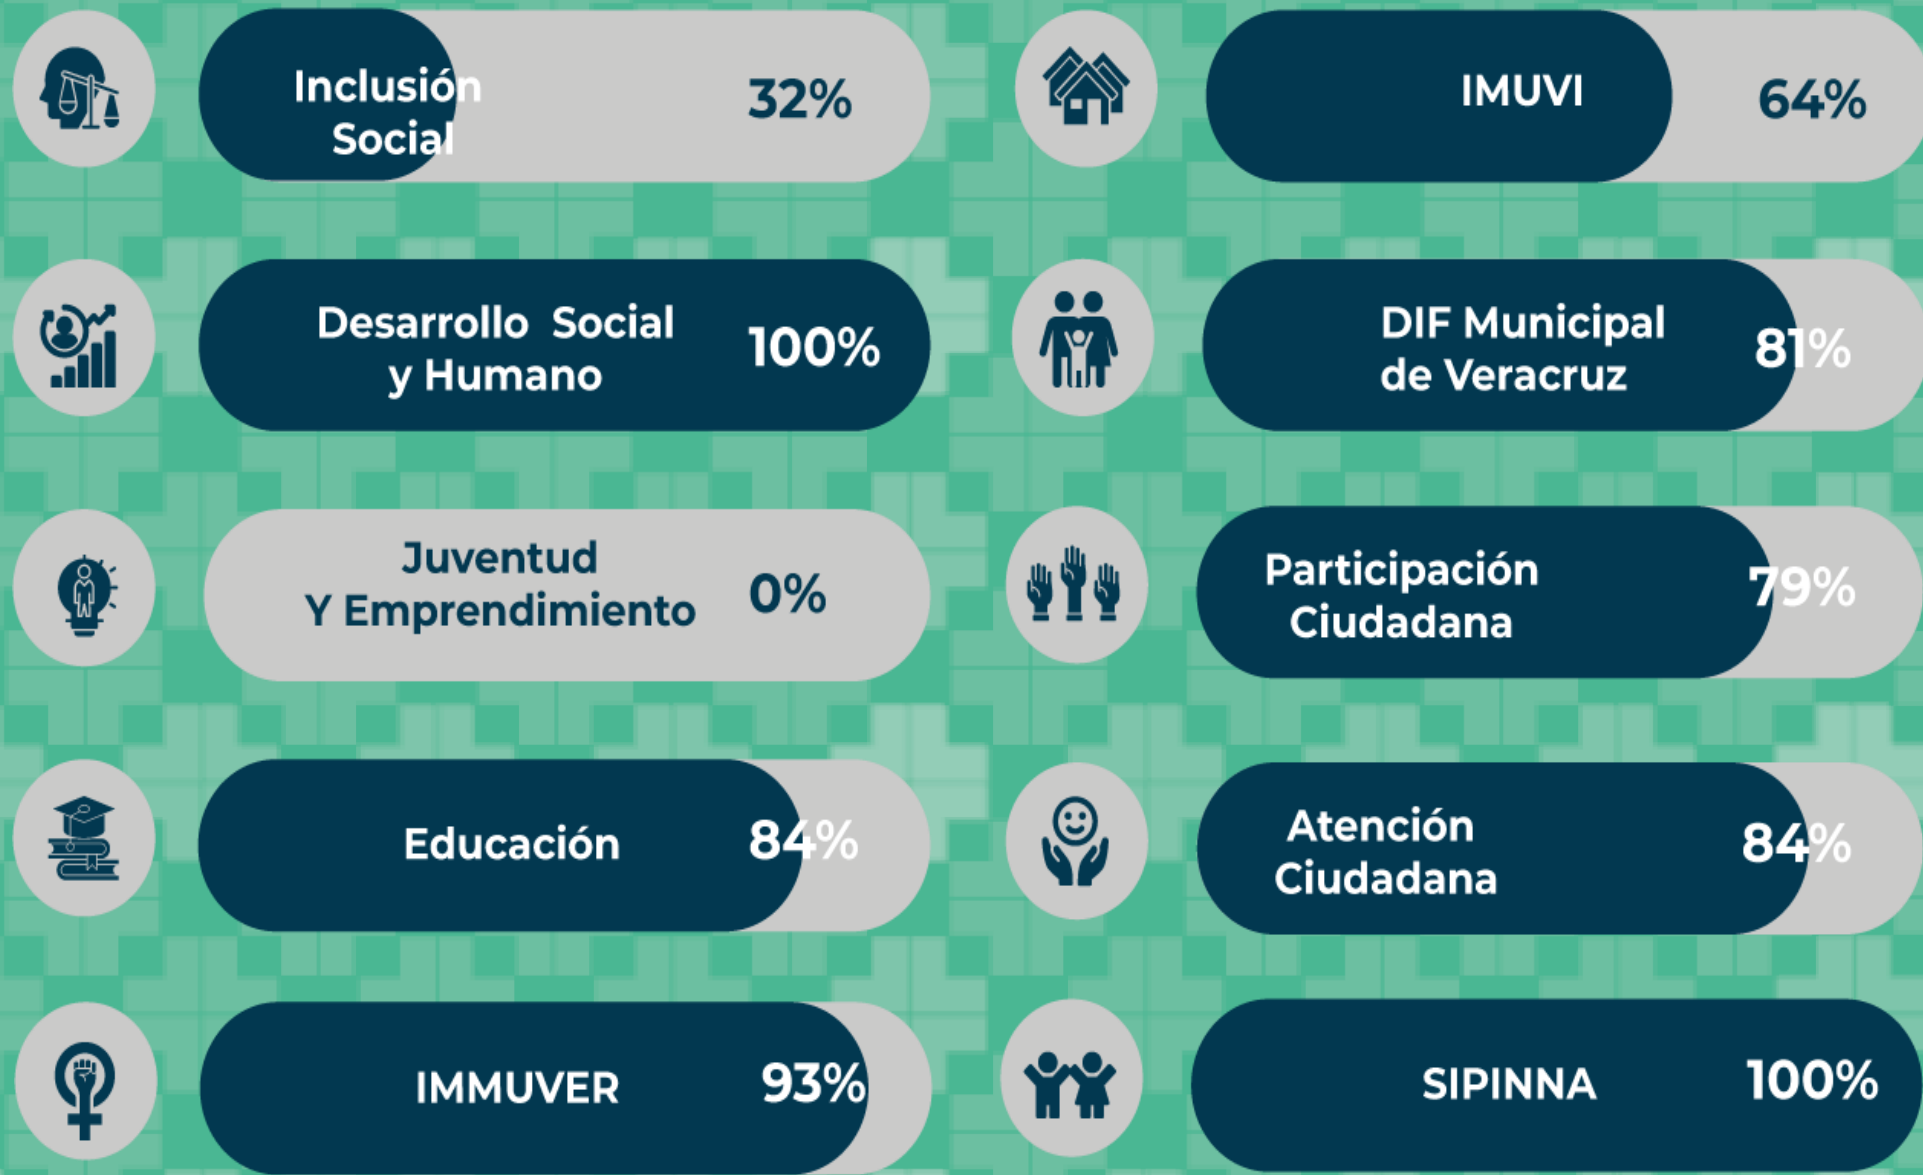 Inclusión
Social
32%
IMUVI
64%
Desarrollo Social
y Humano
100%
DIF Municipal
de Veracruz
81%
Juventud
Y Emprendimiento
0%
Participación
Ciudadana
79%
Educación
84%
Atención
Ciudadana
84%
IMMUVER
93%
SIPINNA
100%